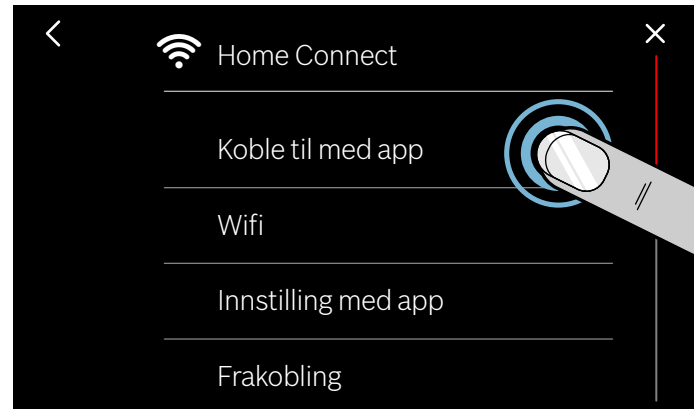 Home Connect
Koble til med app
Wifi
Innstilling med app
Frakobling